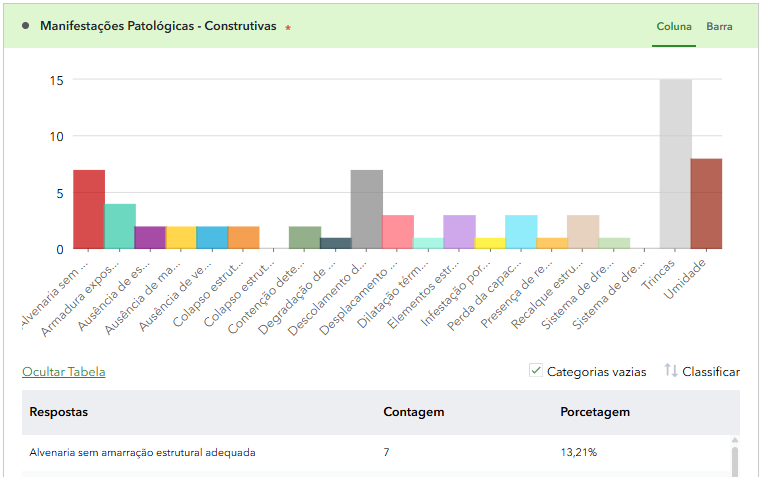 Manifestações Patológicas - Construtivas *
Coluna Barra
15
10
5
0
Alvenaria sem ...
Armadura expos...
Ausência de es...
Ausência de ma...
Ausência de ve...
Colapso estrut...
Colapso estrut...
Contenção dete...
Degradação de ...
Descolamento d...
Desplacamento ...
Dilatação térm...
Elementos estr...
Infestação por...
Perda da capac...
Presença de re...
Recalque estru...
Sistema de dre...
Sistema de dre...
Trincas
Umidade
Ocultar Tabela Categorias vazias Classificar
Respostas Contagem Porcetagem
Alvenaria sem amarração estrutural adequada 7 13,21%